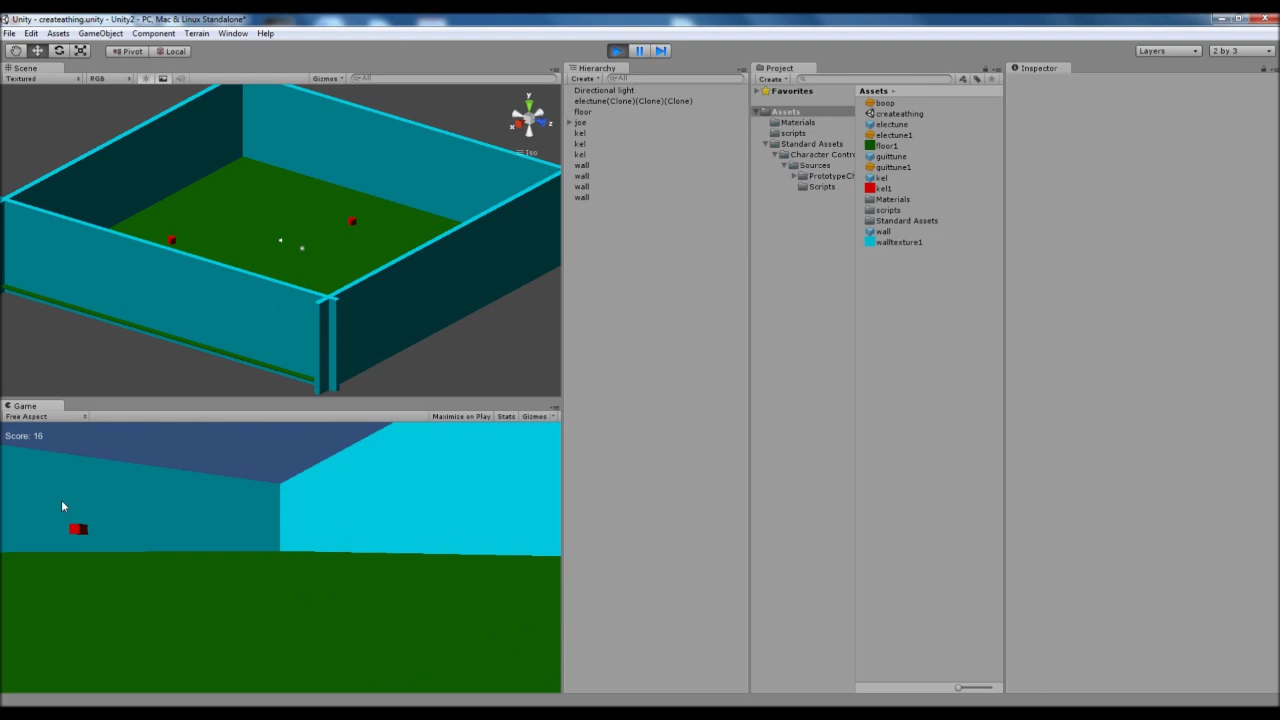 Unity - createathing.unity - Unity2 - PC, Mac & Linux Standalone*
File Edit Assets GameObject Component Terrain Window Help
Pivot Local Layers 2 by 3
Scene
Textured RGB Gizmos All
y
x z
Iso
Game
Free Aspect Maximize on Play Stats Gizmos
Score: 16
Hierarchy
Create All
Directional light
electune(Clone)(Clone)(Clone)
floor
joe
kel
kel
kel
wall
wall
wall
wall
Project
Create
Favorites
Assets
Materials
scripts
Standard Assets
Character Contro
Sources
PrototypeCh
Scripts
Assets
boop
createathing
electune
electune1
floor1
guittune
guittune1
kel
kel1
Materials
scripts
Standard Assets
wall
walltexture1
Inspector